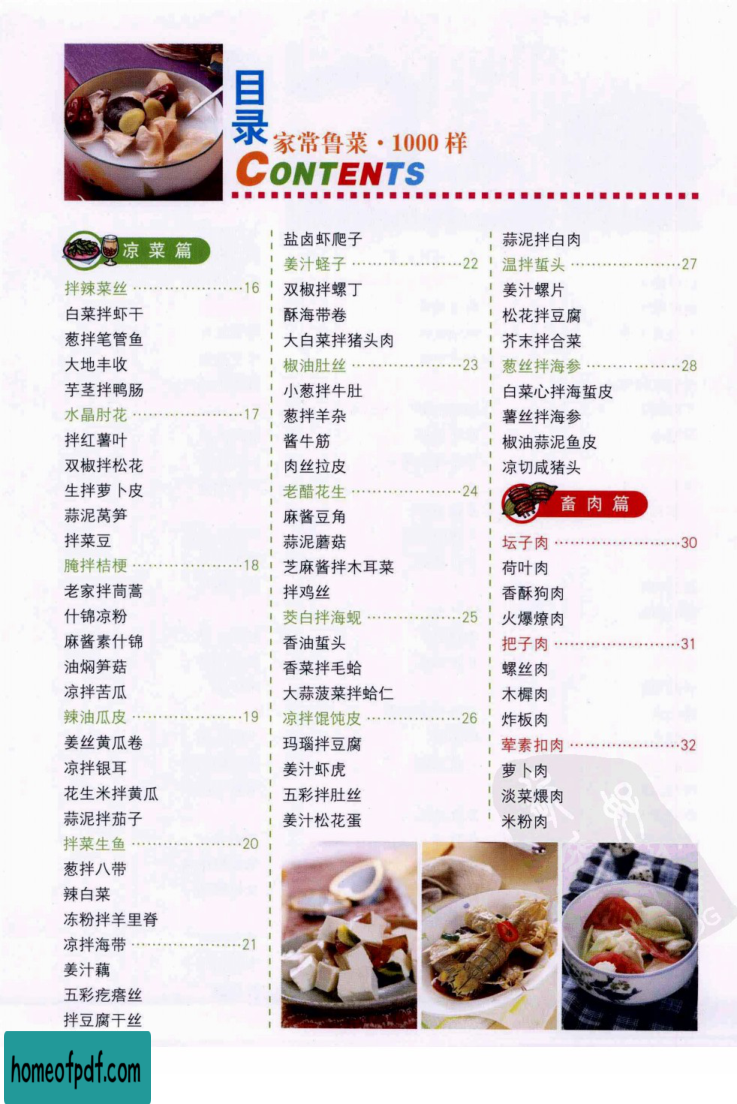 目录
家常鲁菜·1000 样
CONTENTS
凉菜篇
拌辣菜丝 16
白菜拌虾干
葱拌笔管鱼
大地丰收
芋茎拌鸭肠
水晶肘花 17
拌红薯叶
双椒拌松花
生拌萝卜皮
蒜泥莴笋
拌菜豆
腌拌桔梗 18
老家拌茼蒿
什锦凉粉
麻酱素什锦
油焖笋菇
凉拌苦瓜
辣油瓜皮 19
姜丝黄瓜卷
凉拌银耳
花生米拌黄瓜
蒜泥拌茄子
拌菜生鱼 20
葱拌八带
辣白菜
冻粉拌羊里脊
凉拌海带 21
姜汁藕
五彩疙瘩丝
拌豆腐干丝
盐卤虾爬子
姜汁蛏子 22
双椒拌螺丁
酥海带卷
大白菜拌猪头肉
椒油肚丝 23
小葱拌牛肚
葱拌羊杂
酱牛筋
肉丝拉皮
老醋花生 24
麻酱豆角
蒜泥蘑菇
芝麻酱拌木耳菜
拌鸡丝
茭白拌海蚬 25
香油蜇头
香菜拌毛蛤
大蒜菠菜拌蛤仁
凉拌馄饨皮 26
玛瑙拌豆腐
姜汁虾虎
五彩拌肚丝
姜汁松花蛋
蒜泥拌白肉
温拌蜇头 27
姜汁螺片
松花拌豆腐
芥末拌合菜
葱丝拌海参 28
白菜心拌海蜇皮
薯丝拌海参
椒油蒜泥鱼皮
凉切咸猪头
畜肉篇
坛子肉 30
荷叶肉
香酥狗肉
火爆燎肉
把子肉 31
螺丝肉
木樨肉
炸板肉
荤素扣肉 32
萝卜肉
淡菜煨肉
米粉肉
homeofpdf.com